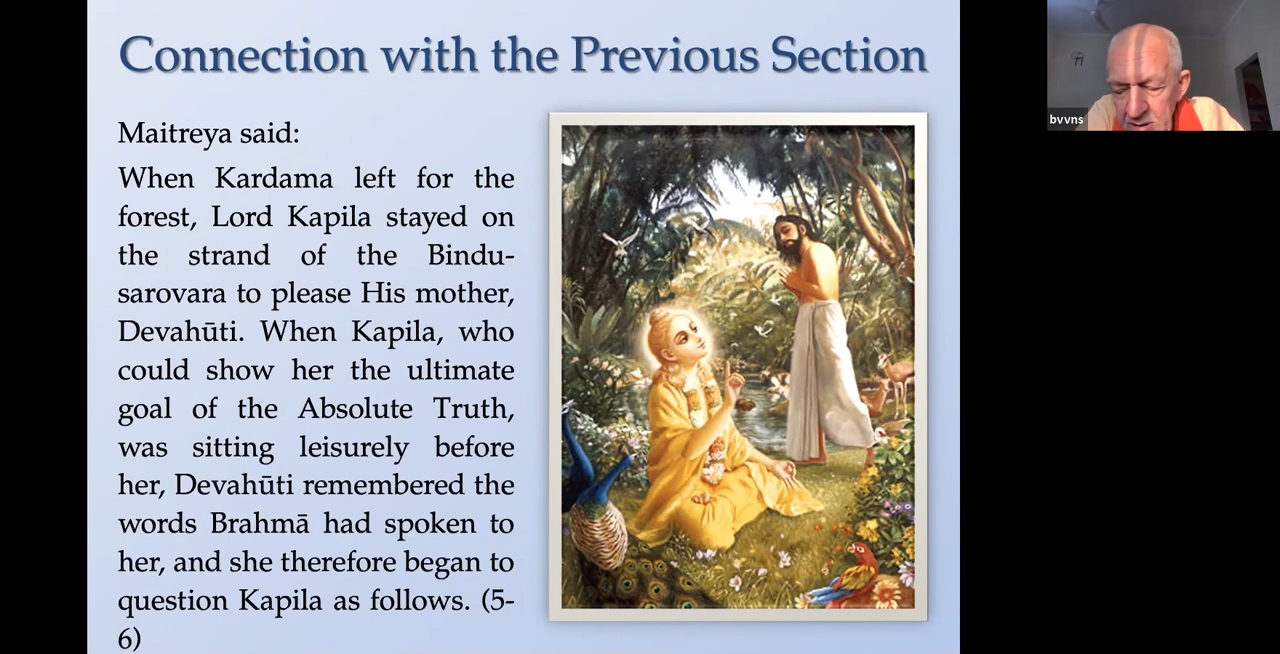 Connection with the Previous Section
Maitreya said:
When Kardama left for the
forest, Lord Kapila stayed on
the strand of the Bindu-
sarovara to please His mother,
Devahūti. When Kapila, who
could show her the ultimate
goal of the Absolute Truth,
was sitting leisurely before
her, Devahūti remembered the
words Brahmā had spoken to
her, and she therefore began to
question Kapila as follows. (5-
6)
bvvns